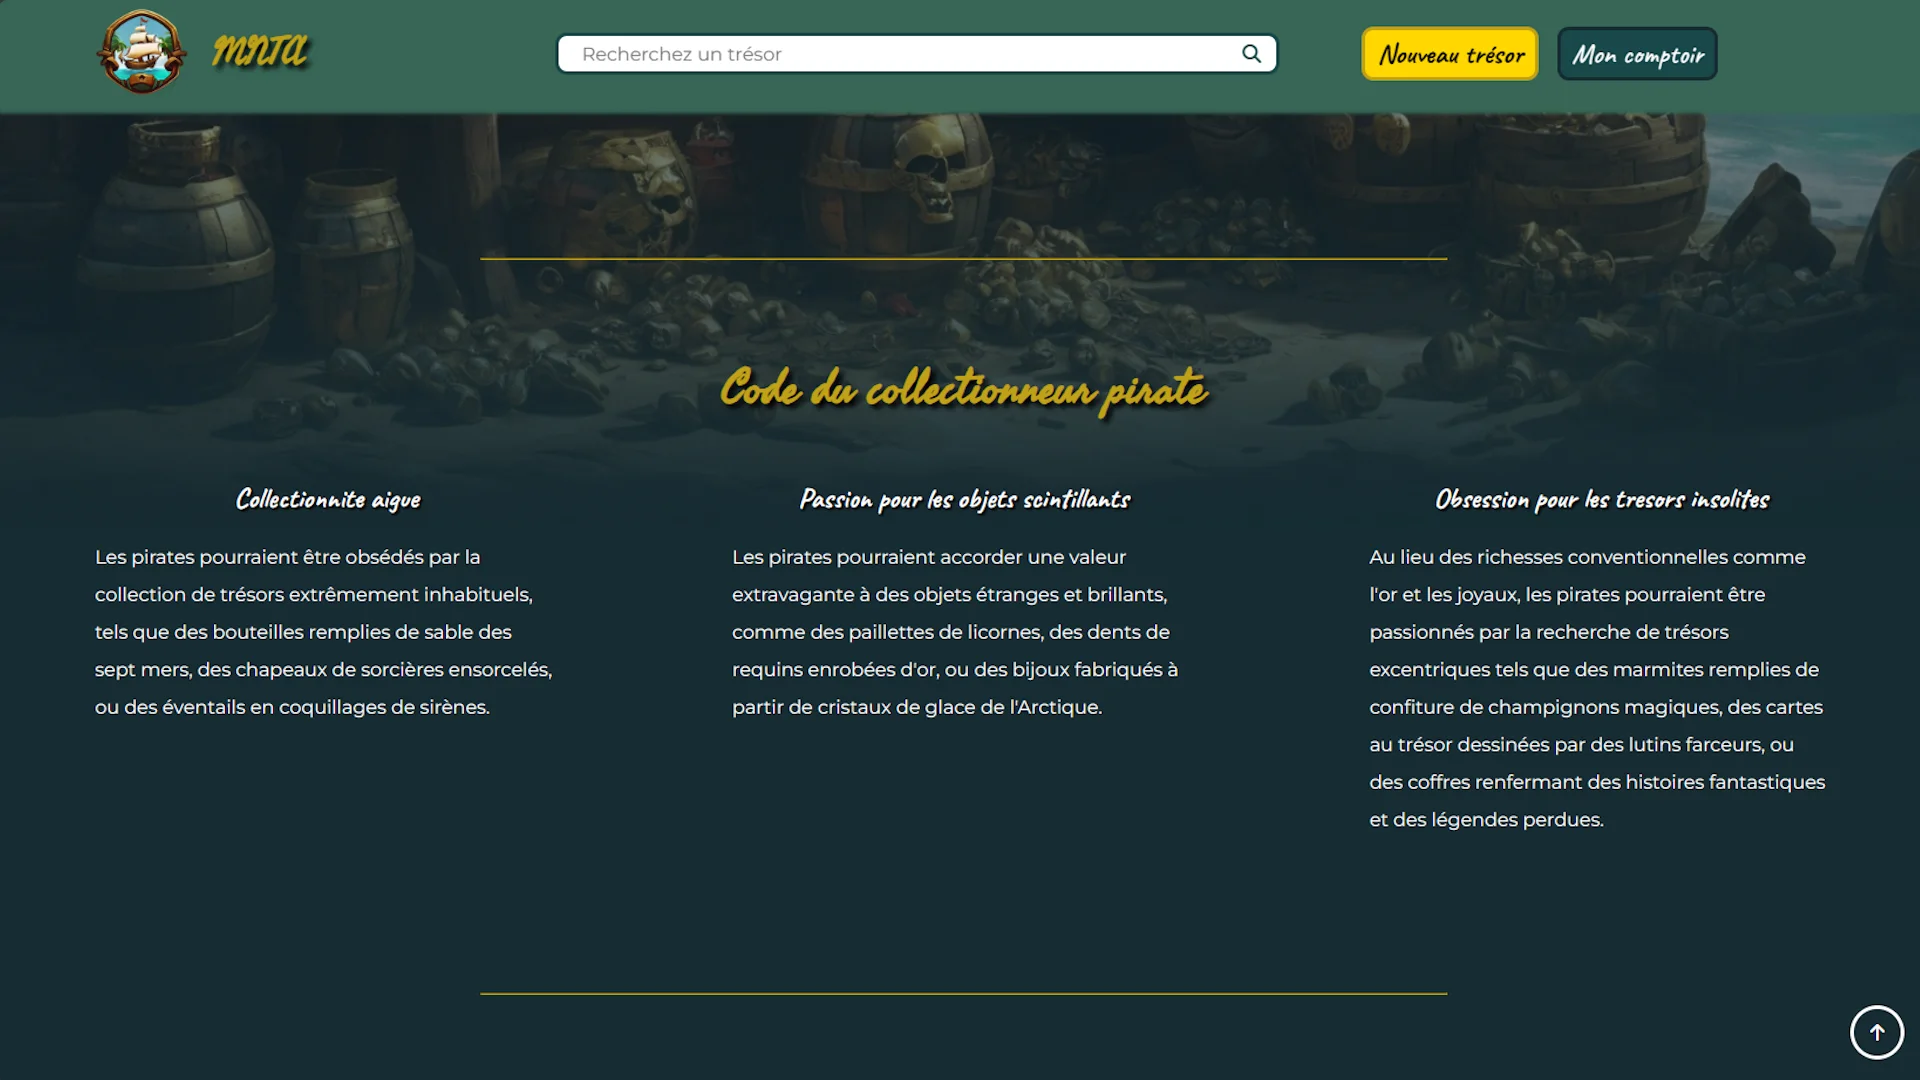 MNTA
Recherchez un trésor
Nouveau trésor
Mon comptoir
Code du collectionneur pirate
Collectionnite aigue
Les pirates pourraient être obsédés par la
collection de trésors extrêmement inhabituels,
tels que des bouteilles remplies de sable des
sept mers, des chapeaux de sorcières ensorcelés,
ou des éventails en coquillages de sirènes.
Passion pour les objets scintillants
Les pirates pourraient accorder une valeur
extravagante à des objets étranges et brillants,
comme des paillettes de licornes, des dents de
requins enrobées d'or, ou des bijoux fabriqués à
partir de cristaux de glace de l'Arctique.
Obsession pour les tresors insolites
Au lieu des richesses conventionnelles comme
l'or et les joyaux, les pirates pourraient être
passionnés par la recherche de trésors
excentriques tels que des marmites remplies de
confiture de champignons magiques, des cartes
au trésor dessinées par des lutins farceurs, ou
des coffres renfermant des histoires fantastiques
et des légendes perdues.